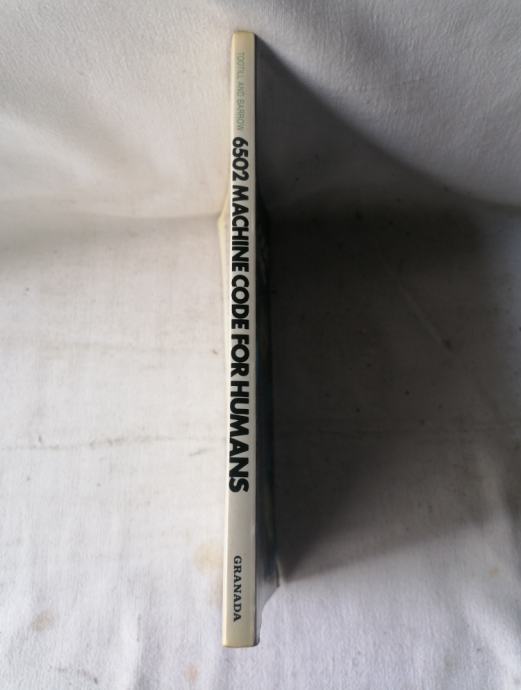 TOOTILL AND BARROW
6502 MACHINE CODE FOR HUMANS
GRANADA